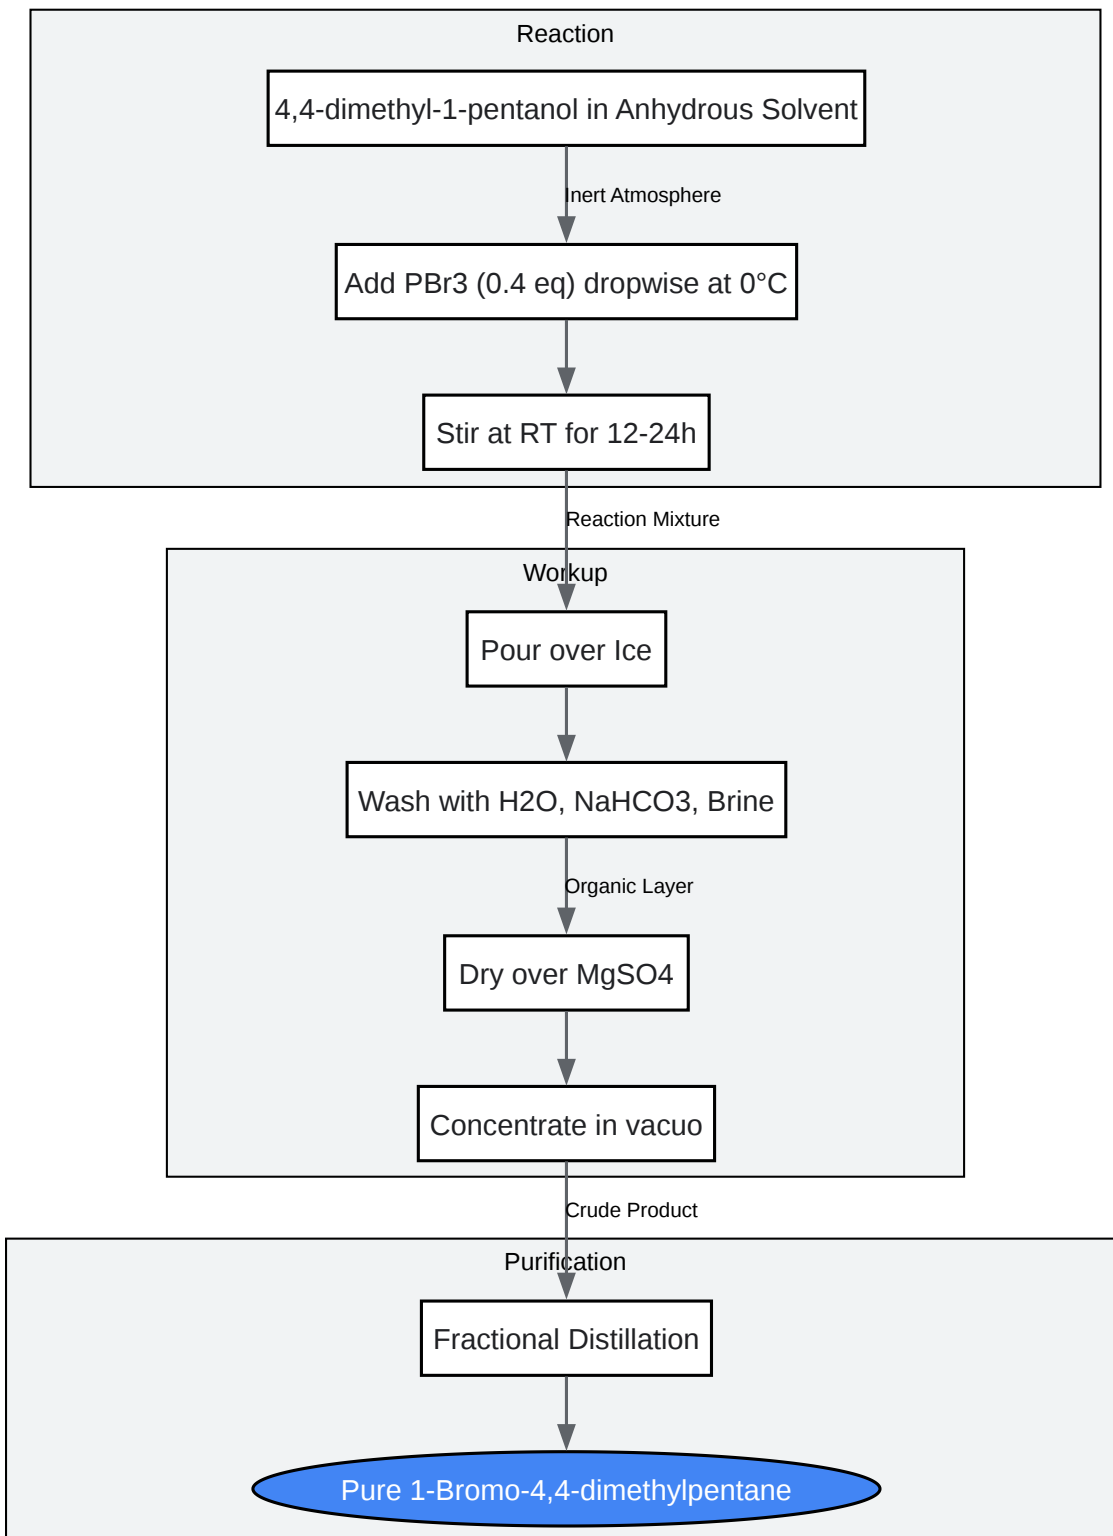 Reaction
4,4-dimethyl-1-pentanol in Anhydrous Solvent
Inert Atmosphere
Add PBr3 (0.4 eq) dropwise at 0°C
Stir at RT for 12-24h
Reaction Mixture
Workup
Pour over Ice
Wash with H2O, NaHCO3, Brine
Organic Layer
Dry over MgSO4
Concentrate in vacuo
Crude Product
Purification
Fractional Distillation
Pure 1-Bromo-4,4-dimethylpentane